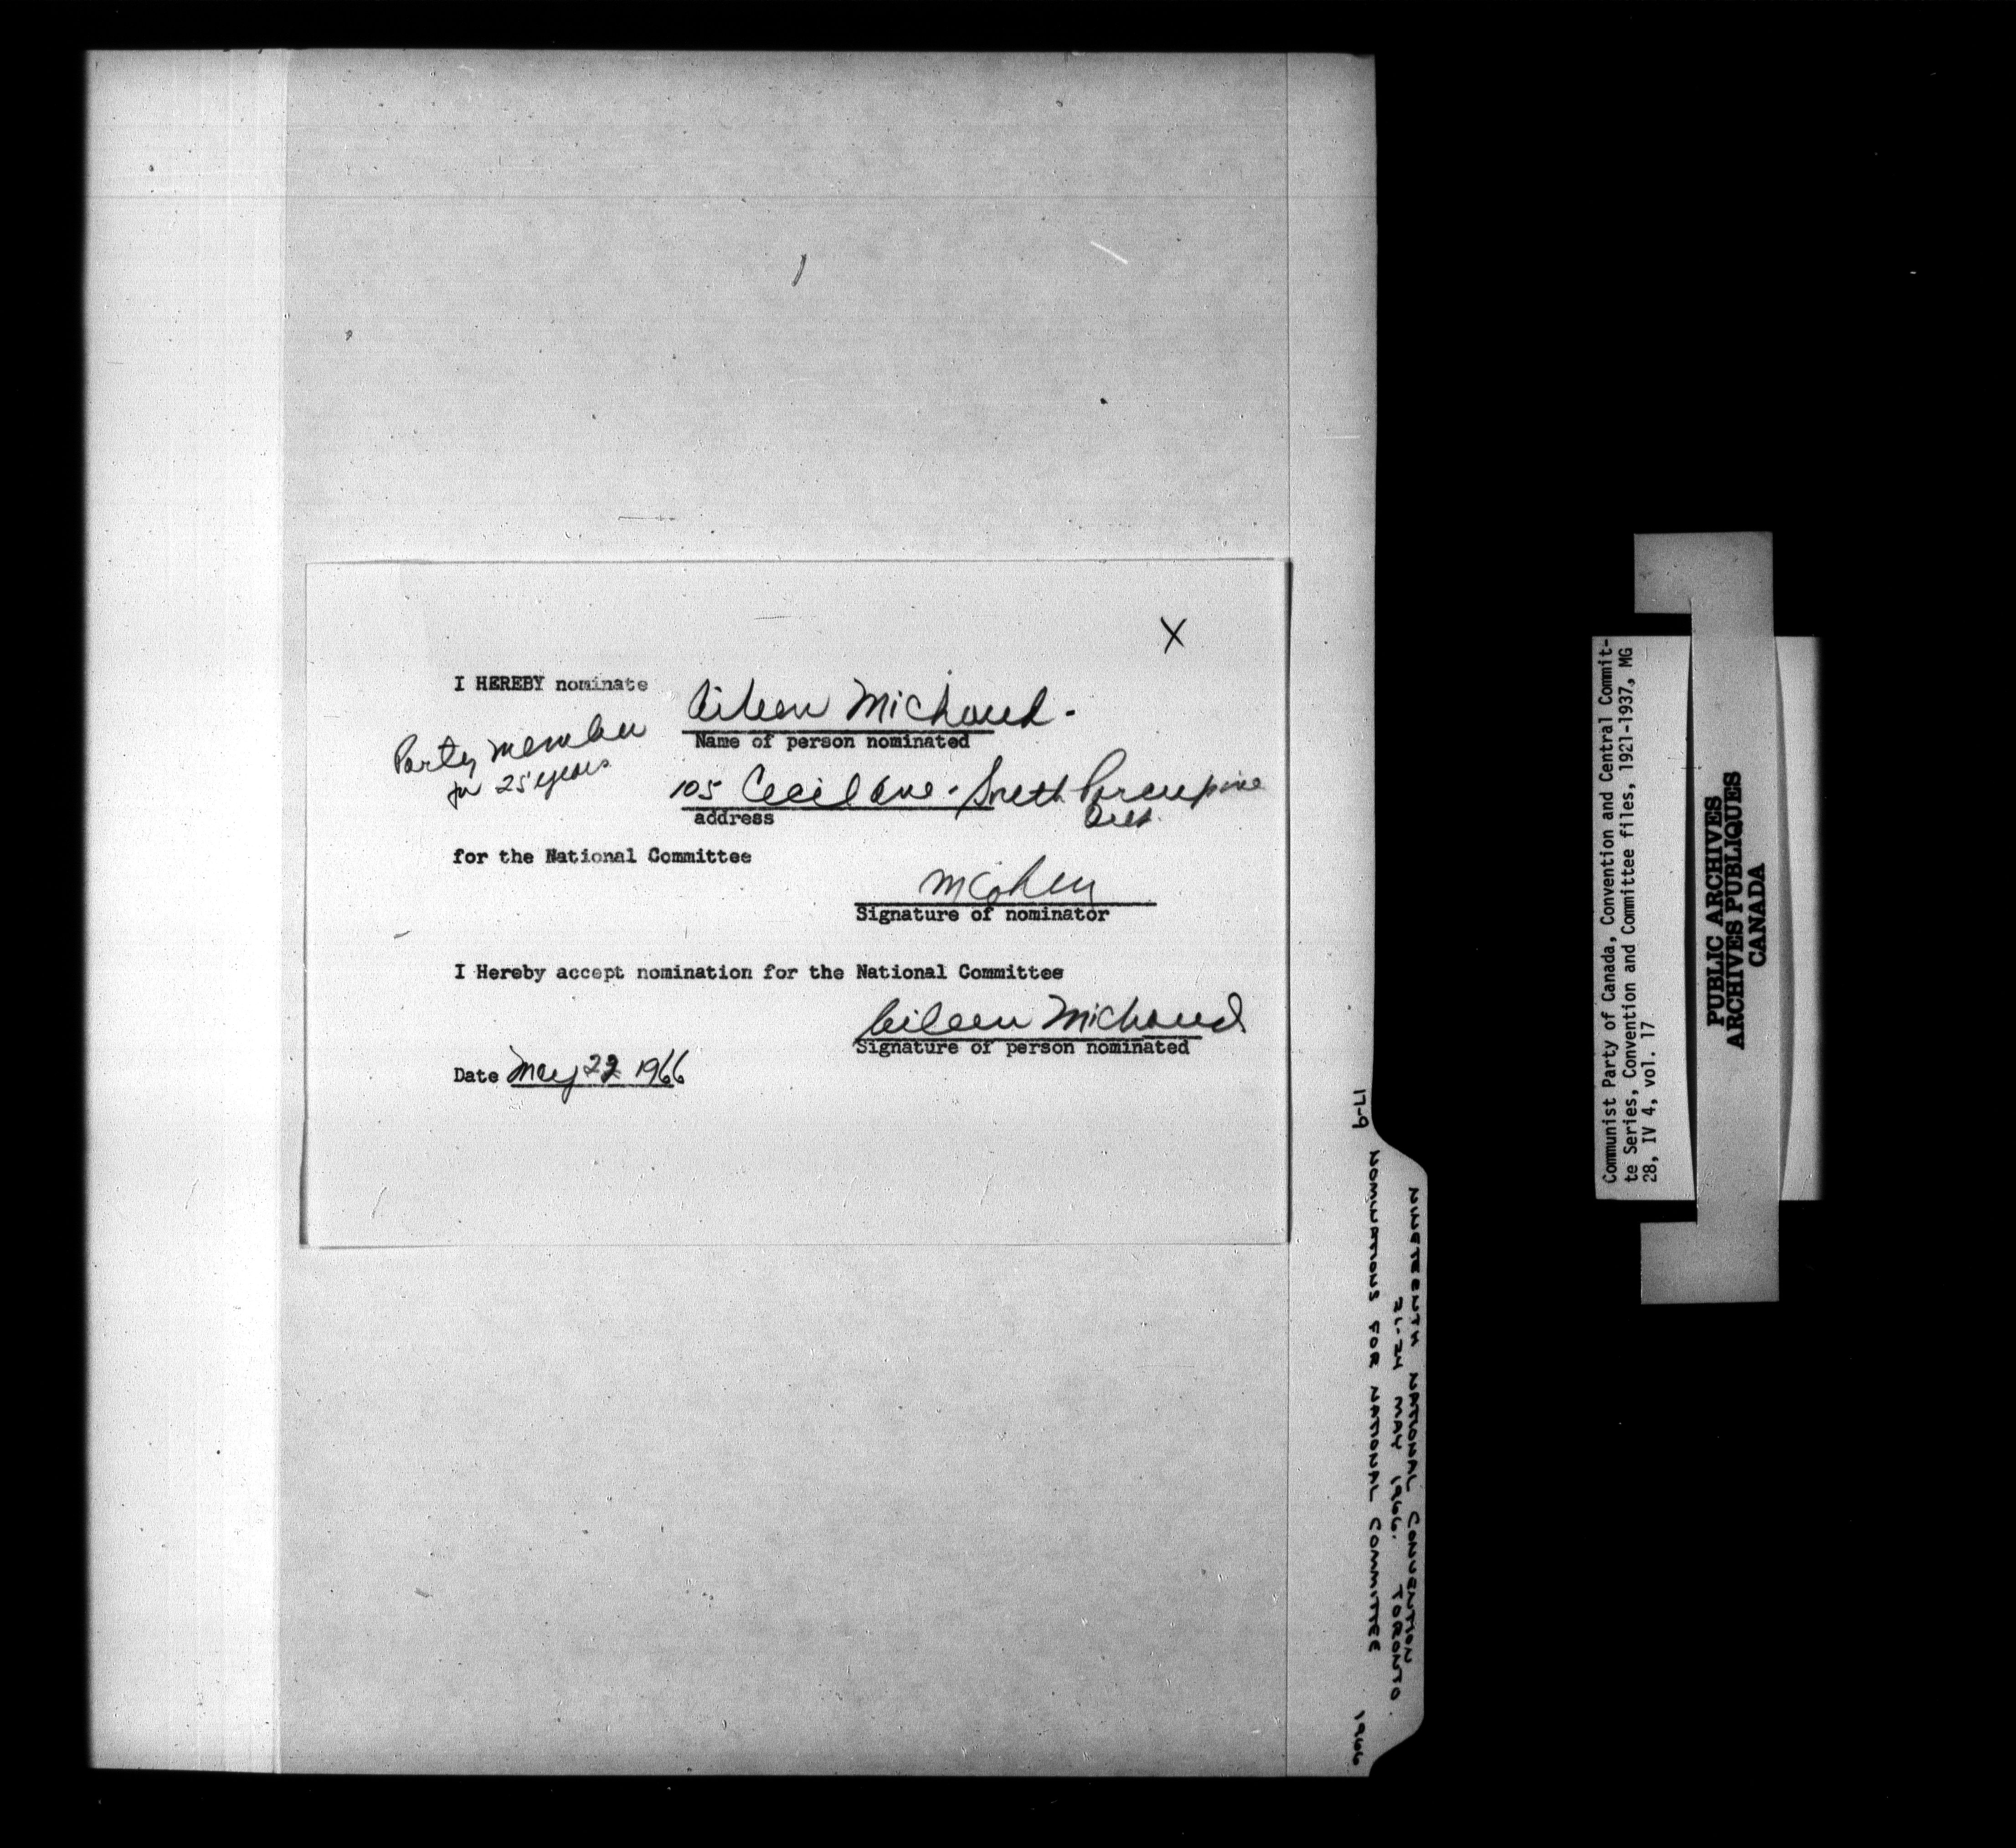 X
I HEREBY nominate Eileen Michaud.
Name of person nominated
Party member
for 25 years
105 Cecil Ave. South Porcupine
Ont.
address
for the National Committee
M Cohen
Signature of nominator
I Hereby accept nomination for the National Committee
Eileen Michaud
Signature of person nominated
Date May 22 1966
17-9
NOMINATIONS FOR NATIONAL COMMITTEE
1966
NINETEENTH NATIONAL CONVENTION
21-24 MAY 1966. TORONTO.
Communist Party of Canada, Convention and Central Commit-
te Series, Convention and Committee files, 1921-1937, MG
28, IV 4, vol. 17
PUBLIC ARCHIVES
ARCHIVES PUBLIQUES
CANADA